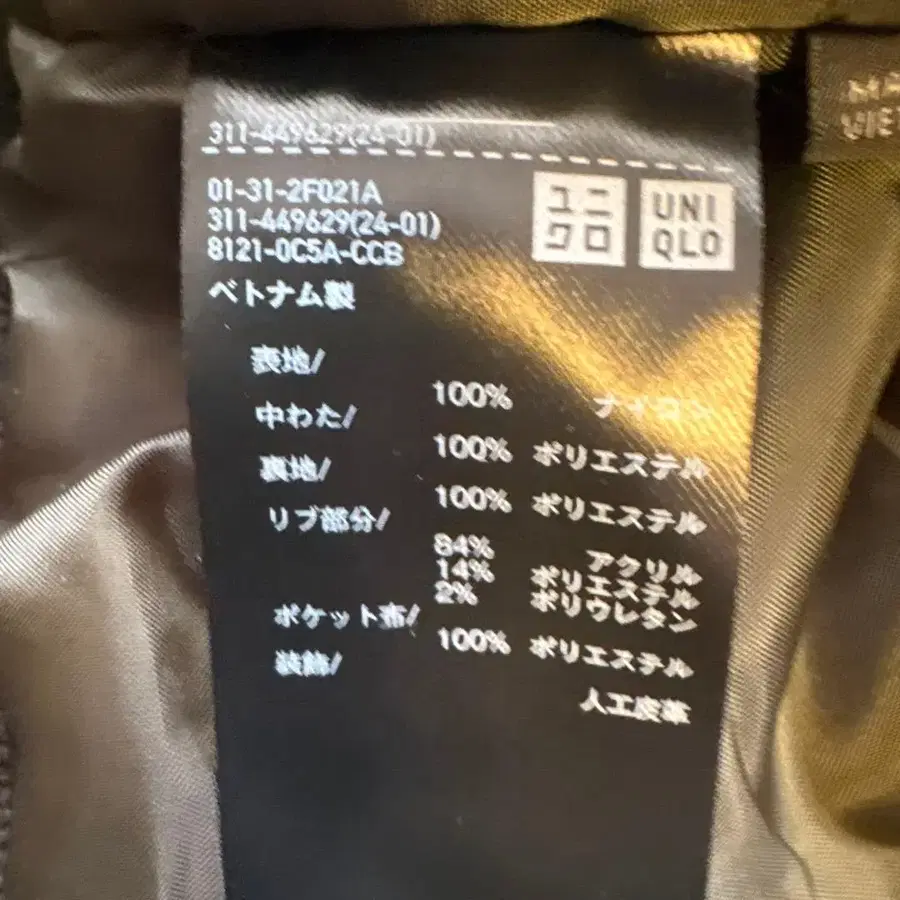 311-449629(24-01)
01-31-2F021A
311-449629(24-01)
8121-0C5A-CCB
ベトナム製
ユニ
クロ
UNI
QLO
表地/
100% ナイロン
中わた/
100% ポリエステル
裏地/
100% ポリエステル
リブ部分/
84% アクリル
14% ポリエステル
2% ポリウレタン
ポケット布/
100% ポリエステル
装飾/
人工皮革